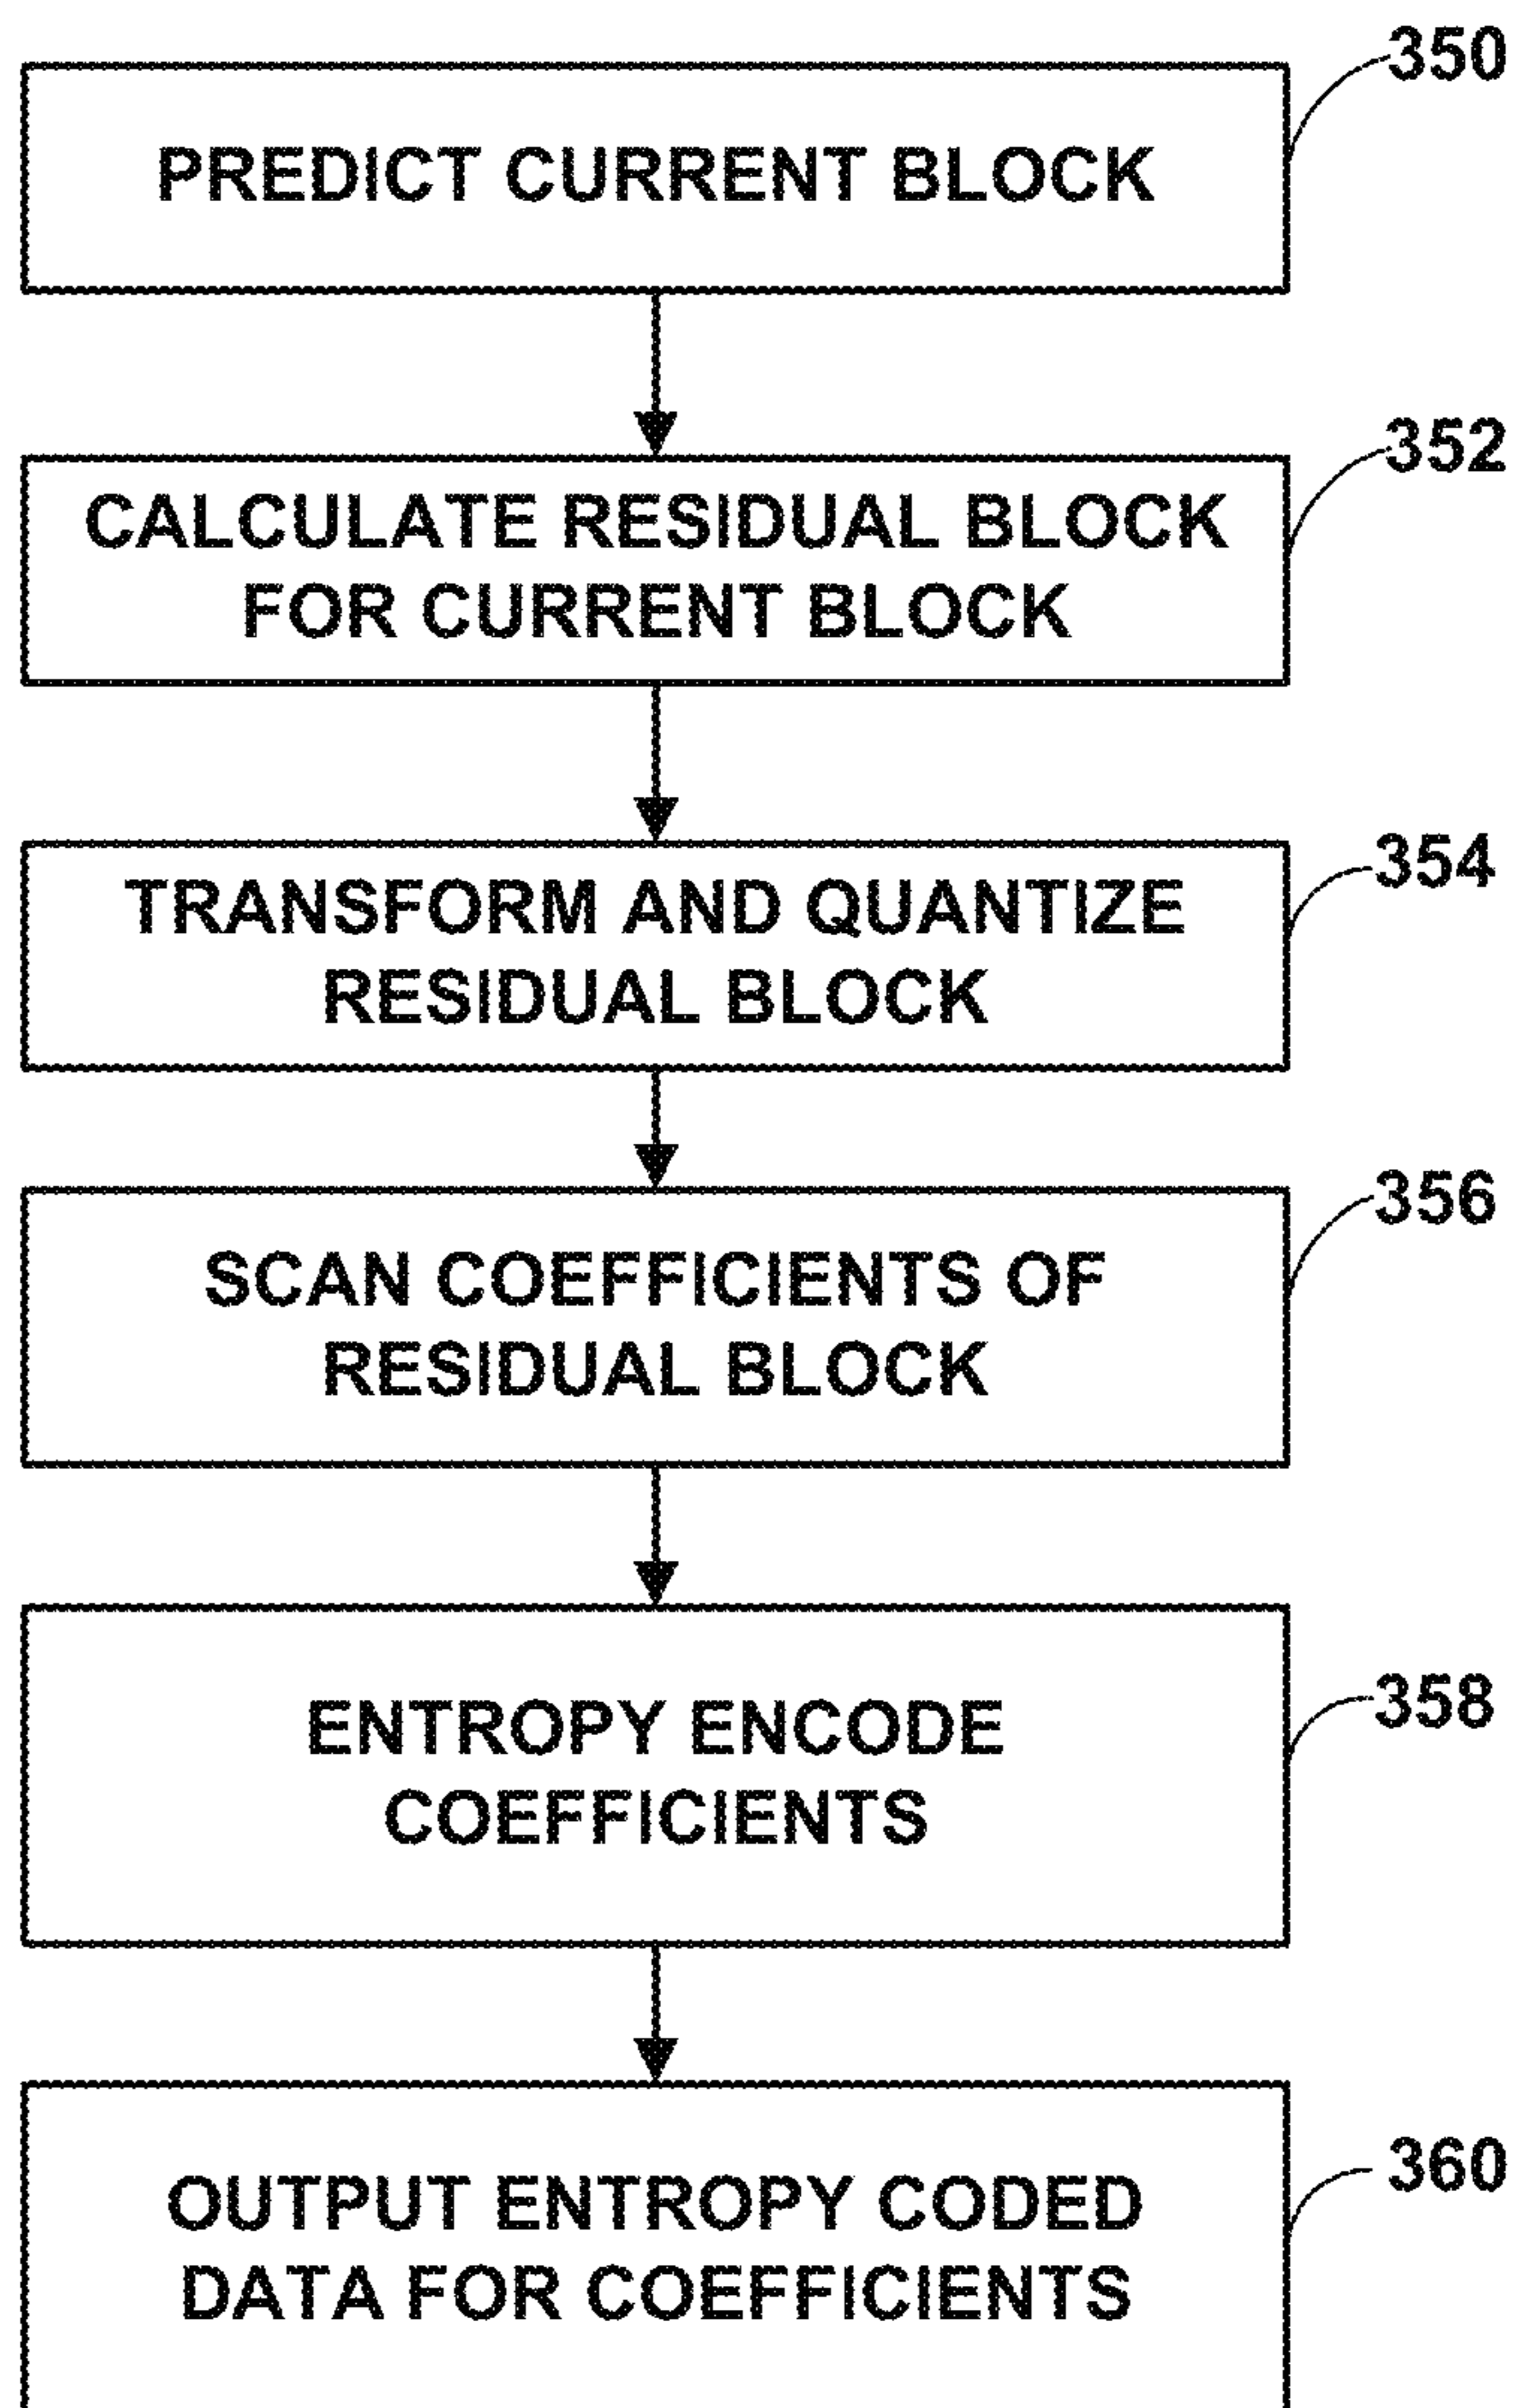 350
PREDICT CURRENT BLOCK
352
CALCULATE RESIDUAL BLOCK
FOR CURRENT BLOCK
354
TRANSFORM AND QUANTIZE
RESIDUAL BLOCK
356
SCAN COEFFICIENTS OF
RESIDUAL BLOCK
358
ENTROPY ENCODE
COEFFICIENTS
360
OUTPUT ENTROPY CODED
DATA FOR COEFFICIENTS